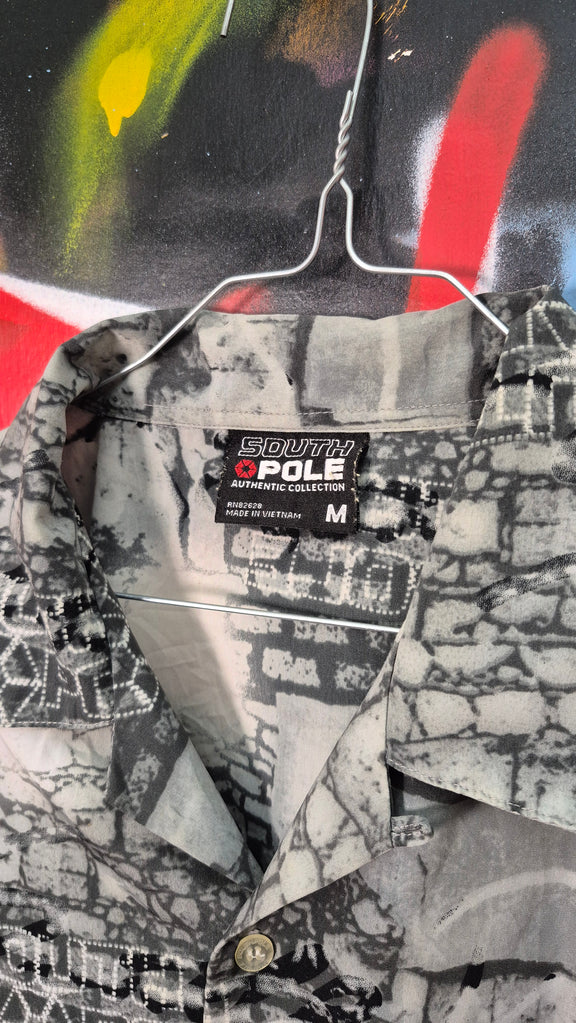 SOUTH
POLE
AUTHENTIC COLLECTION
RN82628
MADE IN VIETNAM
M